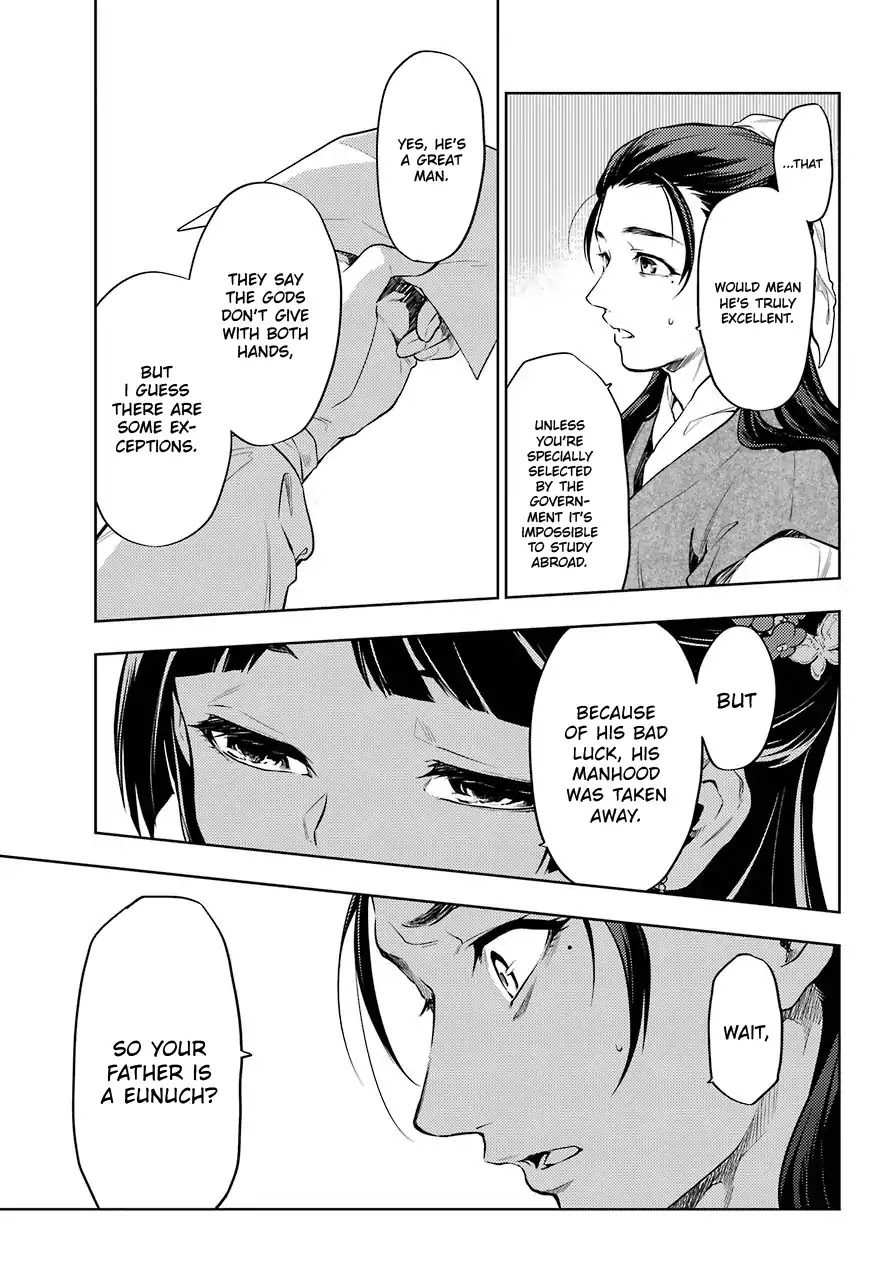 ...THAT
WOULD MEAN
HE'S TRULY
EXCELLENT.
UNLESS
YOU'RE
SPECIALLY
SELECTED
BY THE
GOVERN-
MENT IT'S
IMPOSSIBLE
TO STUDY
ABROAD.
YES, HE'S
A GREAT
MAN.
THEY SAY
THE GODS
DON'T GIVE
WITH BOTH
HANDS,
BUT
I GUESS
THERE ARE
SOME EX-
CEPTIONS.
BUT
BECAUSE
OF HIS BAD
LUCK, HIS
MANHOOD
WAS TAKEN
AWAY.
WAIT,
SO YOUR
FATHER IS
A EUNUCH?